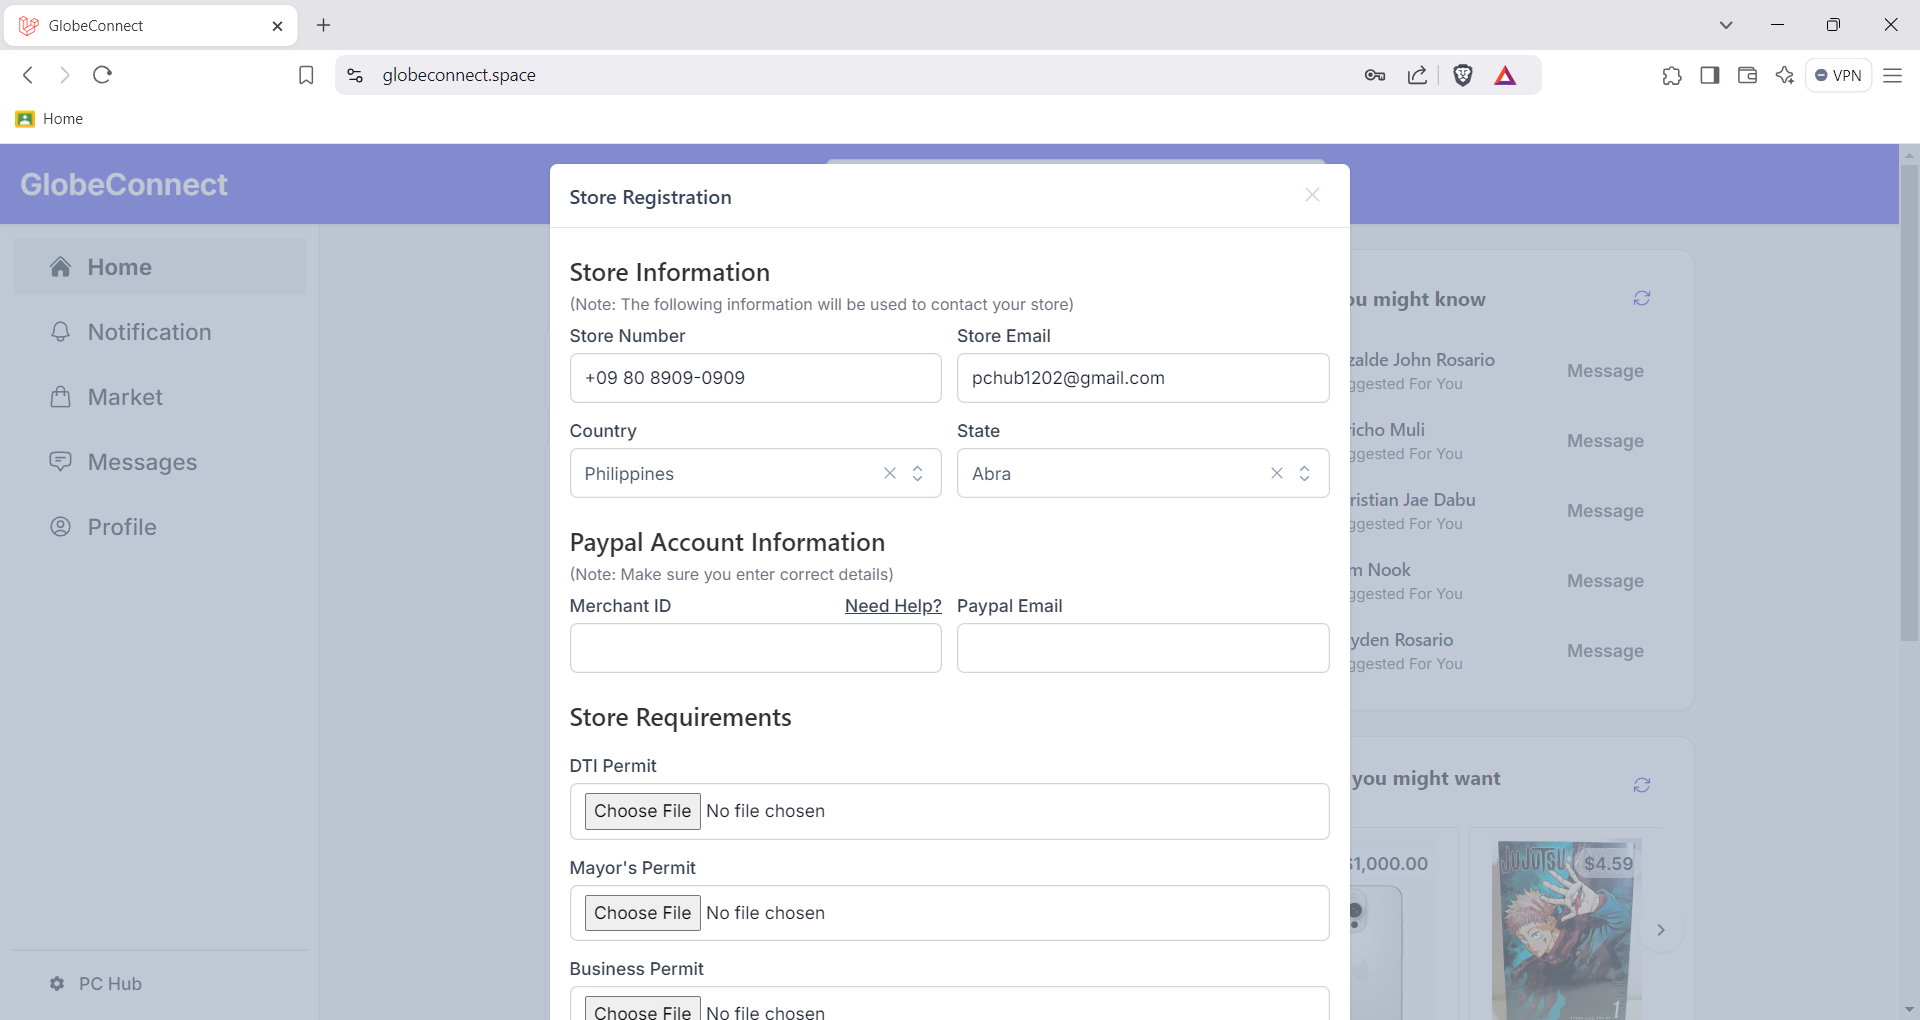 GlobeConnect
globeconnect.space
VPN
Home
GlobeConnect
Home
Notification
Market
Messages
Profile
PC Hub
Store Registration
Store Information
(Note: The following information will be used to contact your store)
Store Number
Store Email
+09 80 8909-0909
pchub1202@gmail.com
Country
State
Philippines
Abra
Paypal Account Information
(Note: Make sure you enter correct details)
Merchant ID
Need Help?
Paypal Email
Store Requirements
DTI Permit
Choose File No file chosen
Mayor's Permit
Choose File No file chosen
Business Permit
Choose File No file chosen
ou might know
zalde John Rosario
ggested For You
Message
icho Muli
ggested For You
Message
ristian Jae Dabu
ggested For You
Message
m Nook
ggested For You
Message
yden Rosario
ggested For You
Message
you might want
$1,000.00
JUJUTSU
$4.59
1